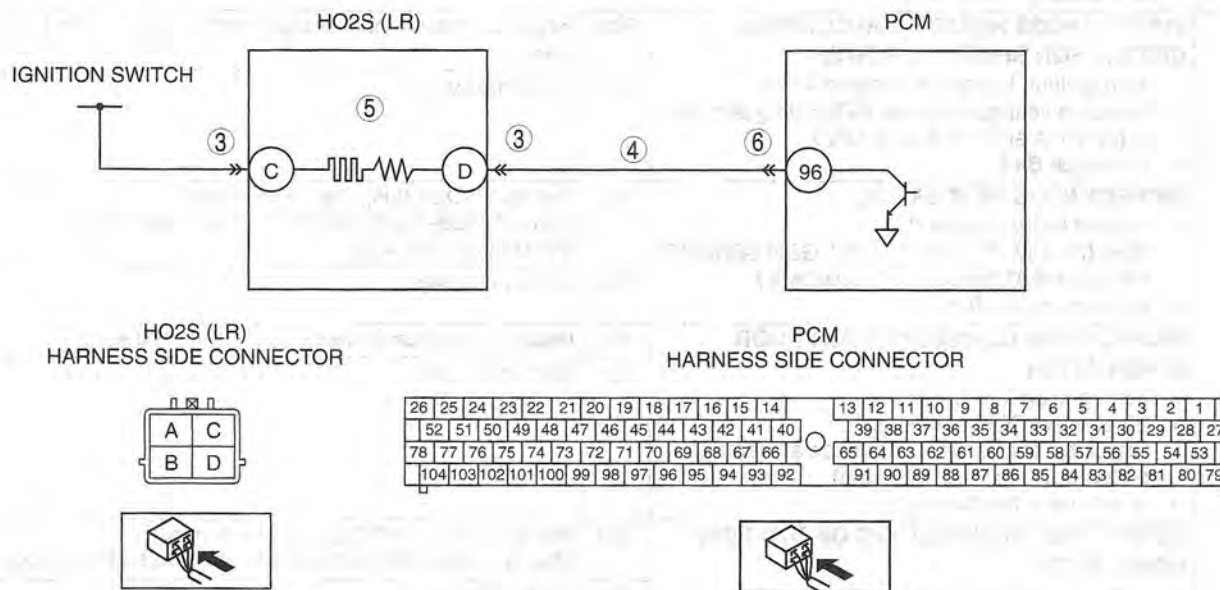 HO2S (LR)
PCM
IGNITION SWITCH
③ C ⑤ D ③ ④ ⑥ 96
HO2S (LR)
HARNESS SIDE CONNECTOR
A C
B D
PCM
HARNESS SIDE CONNECTOR
26 25 24 23 22 21 20 19 18 17 16 15 14 13 12 11 10 9 8 7 6 5 4 3 2 1
52 51 50 49 48 47 46 45 44 43 42 41 40 39 38 37 36 35 34 33 32 31 30 29 28 27
78 77 76 75 74 73 72 71 70 69 68 67 66 65 64 63 62 61 60 59 58 57 56 55 54 53
104 103 102 101 100 99 98 97 96 95 94 93 92 91 90 89 88 87 86 85 84 83 82 81 80 79